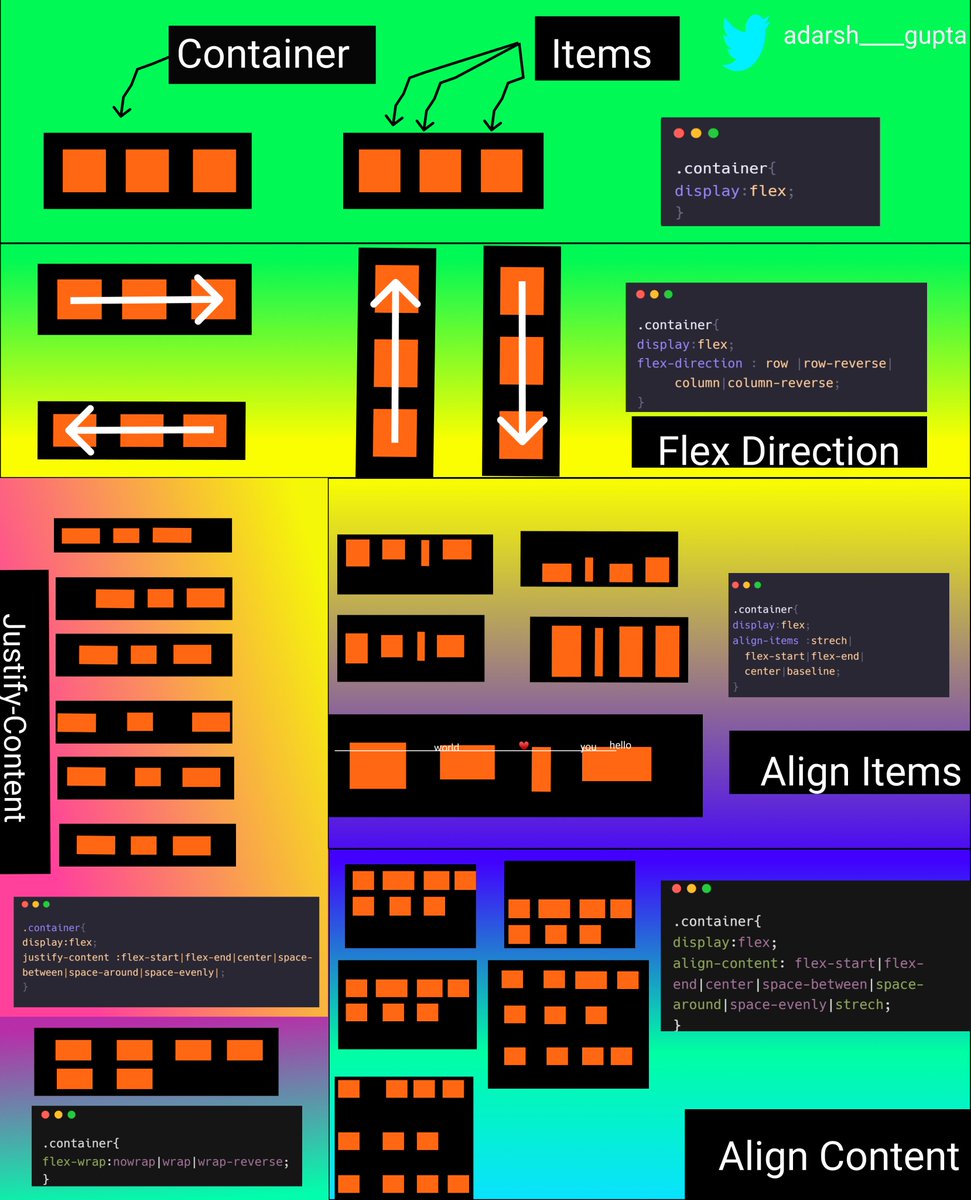 Container
Items
adarsh____gupta
.container{
display:flex;
}
.container{
display:flex;
flex-direction : row |row-reverse|
column|column-reverse;
}
Flex Direction
Justify-Content
.container{
display:flex;
justify-content :flex-start|flex-end|center|space-
between|space-around|space-evenly|;
}
.container{
flex-wrap:nowrap|wrap|wrap-reverse;
}
.container{
display:flex;
align-items :strech|
flex-start|flex-end|
center|baseline;
}
world ❤️ you hello
Align Items
.container{
display:flex;
align-content: flex-start|flex-
end|center|space-between|space-
around|space-evenly|strech;
}
Align Content